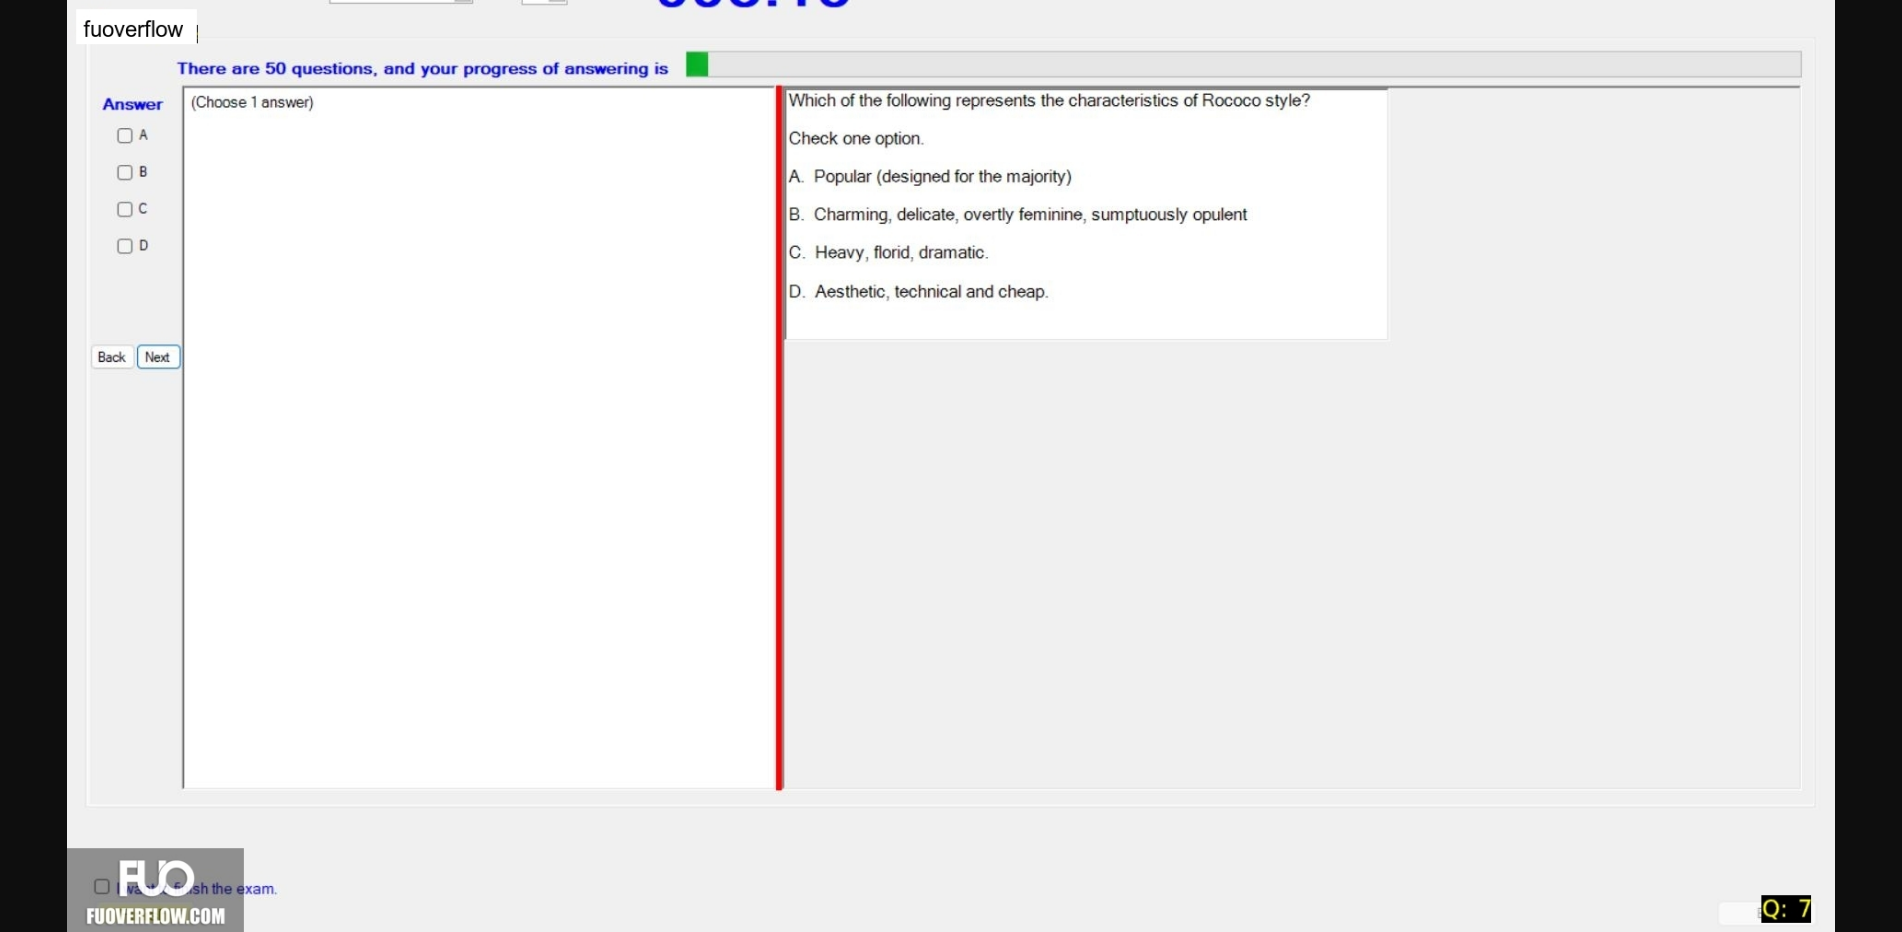 fuoverflow
There are 50 questions, and your progress of answering is
Answer
(Choose 1 answer)
A
B
C
D
Back
Next
Which of the following represents the characteristics of Rococo style?
Check one option.
A. Popular (designed for the majority)
B. Charming, delicate, overtly feminine, sumptuously opulent
C. Heavy, florid, dramatic.
D. Aesthetic, technical and cheap.
FUO
sh the exam.
FUOVERFLOW.COM
Q: 7